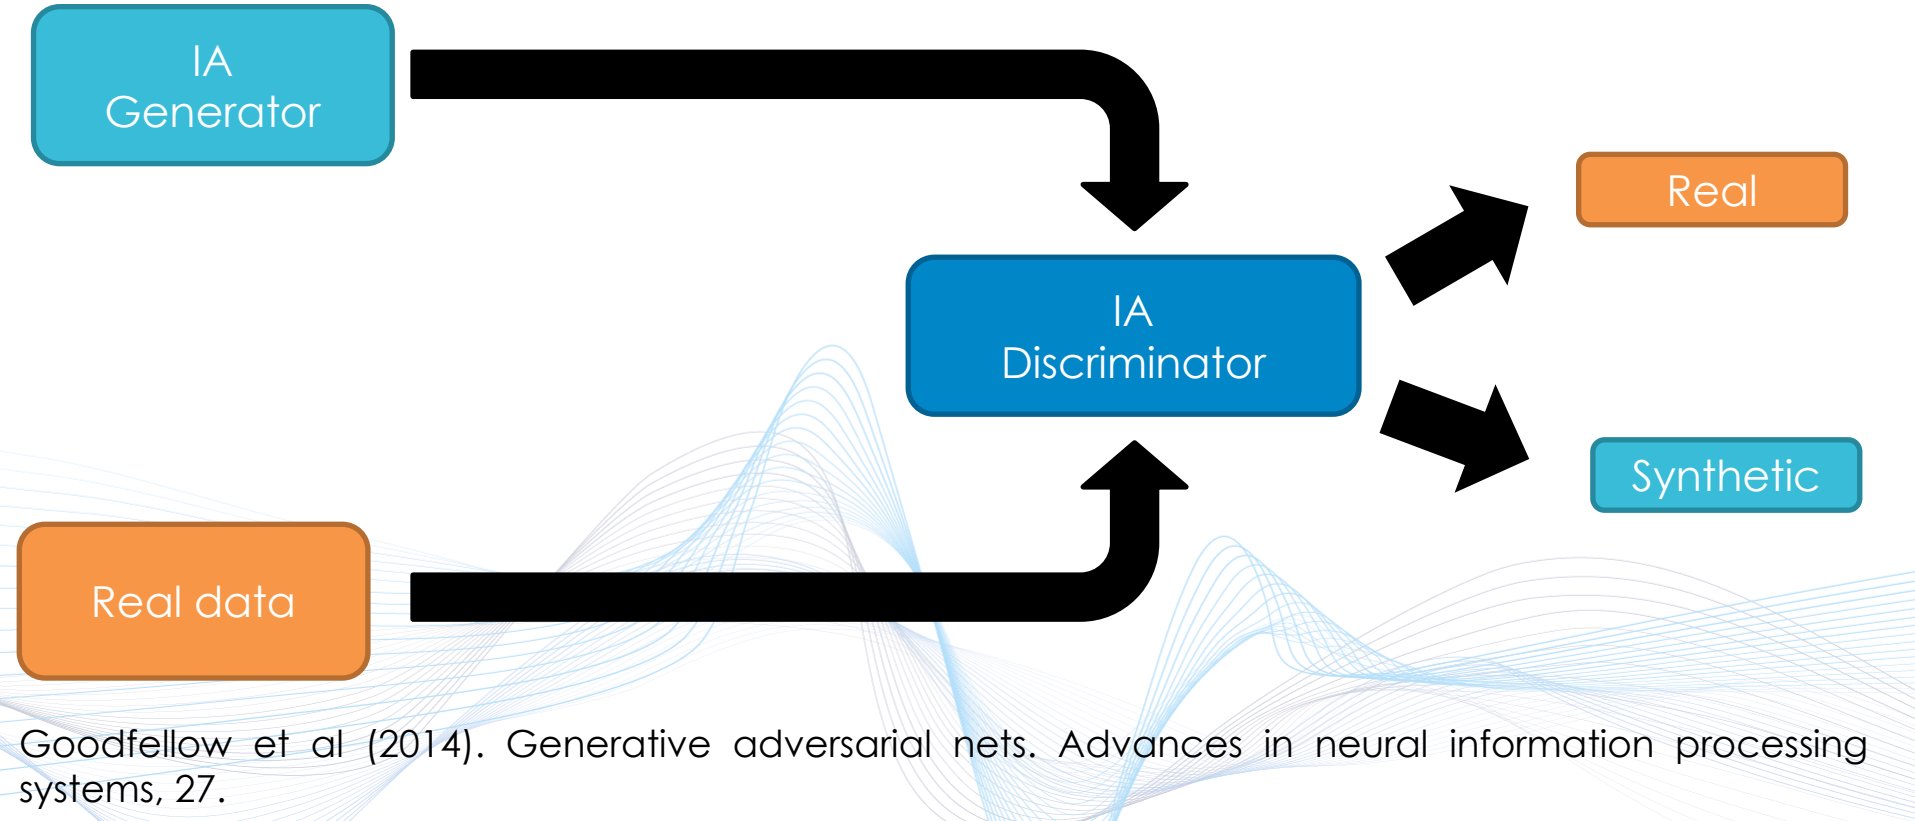 IA
Generator
Real
IA
Discriminator
Synthetic
Real data
Goodfellow et al (2014). Generative adversarial nets. Advances in neural information processing
systems, 27.